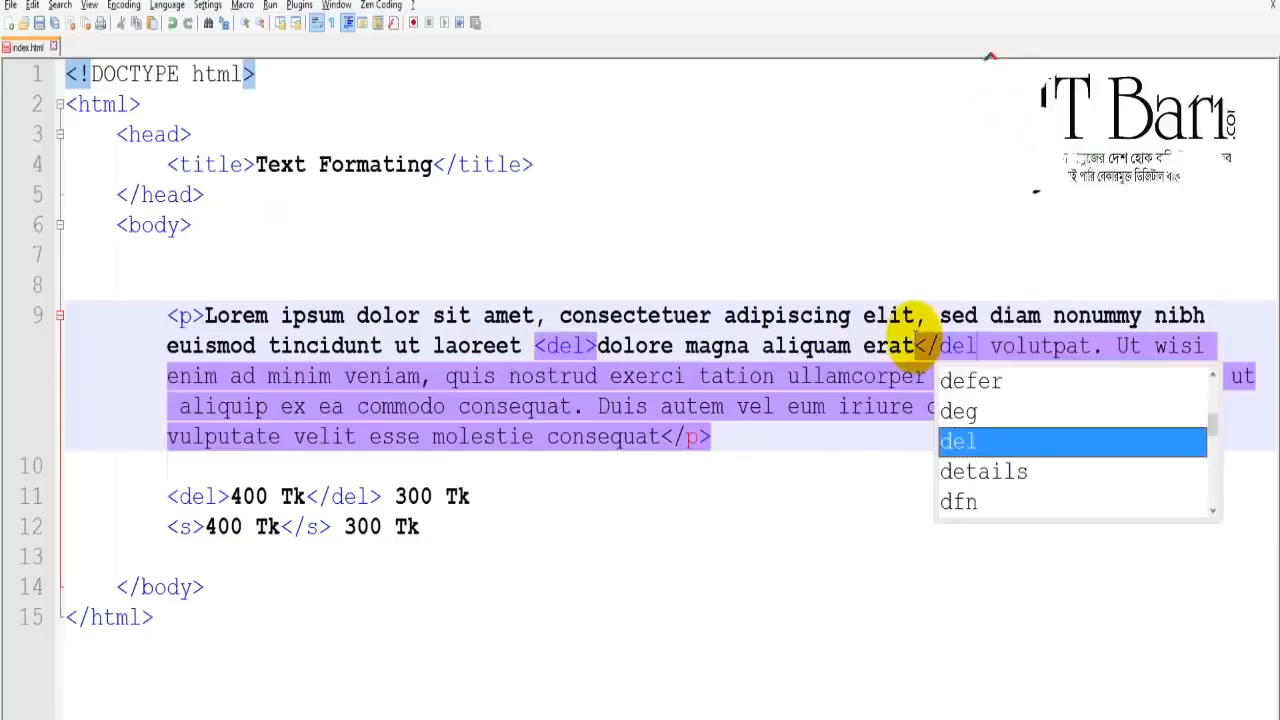 File Edit Search View Encoding Language Settings Macro Run Plugins Window Zen Coding ? X
index.html
1 <!DOCTYPE html>
2 <html>
3 <head>
4 <title>Text Formating</title>
5 </head>
6 <body>
7
8
9 <p>Lorem ipsum dolor sit amet, consectetuer adipiscing elit, sed diam nonummy nibh
euismod tincidunt ut laoreet <del>dolore magna aliquam erat</del volutpat. Ut wisi
enim ad minim veniam, quis nostrud exerci tation ullamcorper ut
aliquip ex ea commodo consequat. Duis autem vel eum iriure
vulputate velit esse molestie consequat</p>
defer
deg
del
details
dfn
10
11 <del>400 Tk</del> 300 Tk
12 <s>400 Tk</s> 300 Tk
13
14 </body>
15 </html>
T Bari
.com
দেশ হোক
পারি বেকারমুক্ত ডিজিটাল